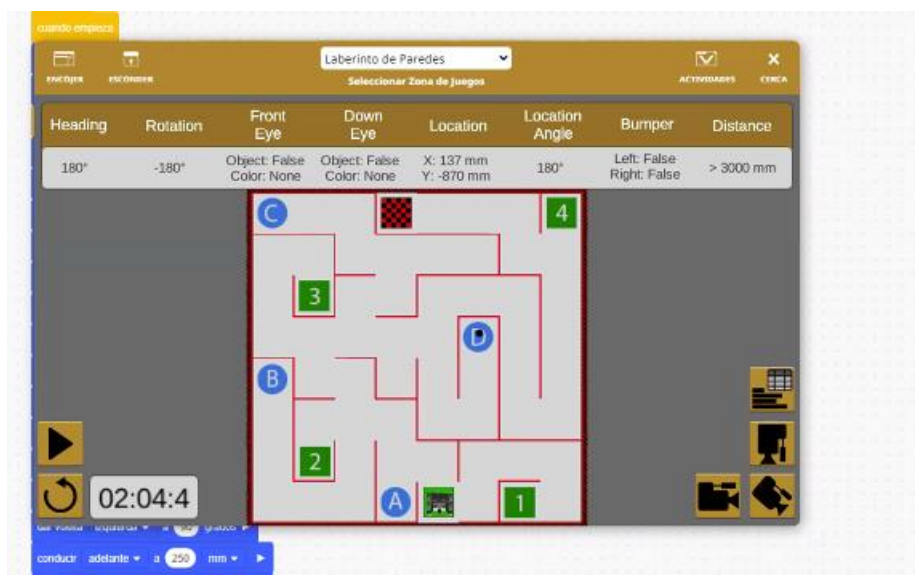 cuando empieza
Laberinto de Paredes
ENCOJER ESCONDER Seleccionar Zona de Juegos ACTIVIDADES CERCA
Heading Rotation Front Eye Down Eye Location Location Angle Bumper Distance
180° -180° Object: False Color: None Object: False Color: None X: 137 mm Y: -870 mm 180° Left: False Right: False > 3000 mm
C 4
3
D
B
2
A 1
02:04:4
conducir adelante a 250 mm